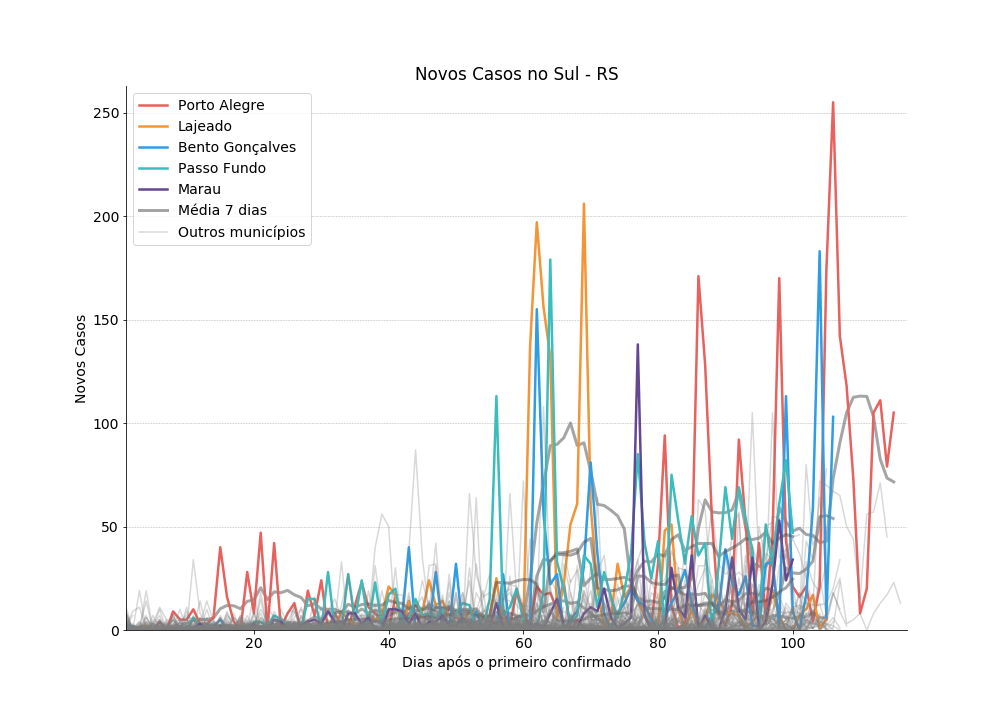 Novos Casos no Sul - RS
Porto Alegre
Lajeado
Bento Gonçalves
Passo Fundo
Marau
Média 7 dias
Outros municípios
Novos Casos
250
200
150
100
50
0
20
40
60
80
100
Dias após o primeiro confirmado